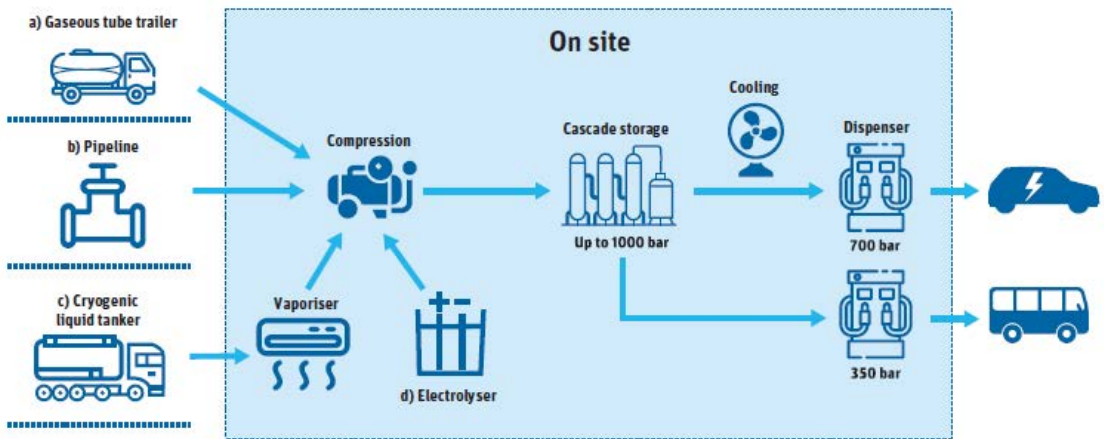 a) Gaseous tube trailer
b) Pipeline
c) Cryogenic
liquid tanker
On site
Compression
Vaporiser
d) Electrolyser
Cascade storage
Up to 1000 bar
Cooling
Dispenser
700 bar
350 bar